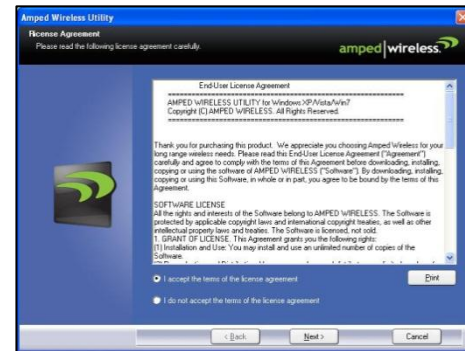 Amped Wireless Utility
License Agreement
Please read the following license agreement carefully.
amped wireless
End-User License Agreement
AMPED WIRELESS UTILITY for Windows XP/Vista/Win7
Copyright (C) AMPED WIRELESS. All Rights Reserved.
Thank you for purchasing this product. We appreciate you choosing Amped Wireless for your
long range wireless needs. Please read this End-User License Agreement ("Agreement")
carefully and agree to comply with the terms of this Agreement before downloading, installing,
copying or using the software of AMPED WIRELESS ("Software"). By downloading, installing,
copying or using this Software, in whole or in part, you agree to be bound by the terms of this
Agreement.
SOFTWARE LICENSE
All the rights and interests of the Software belong to AMPED WIRELESS. The Software is
protected by applicable copyright laws and international copyright treaties, as well as other
intellectual property laws and treaties. The Software is licensed, not sold.
1. GRANT OF LICENSE. This Agreement grants you the following rights:
(1) Installation and Use: You may install and use an unlimited number of copies of the
Software.
I accept the terms of the license agreement
Print
I do not accept the terms of the license agreement
< Back
Next >
Cancel